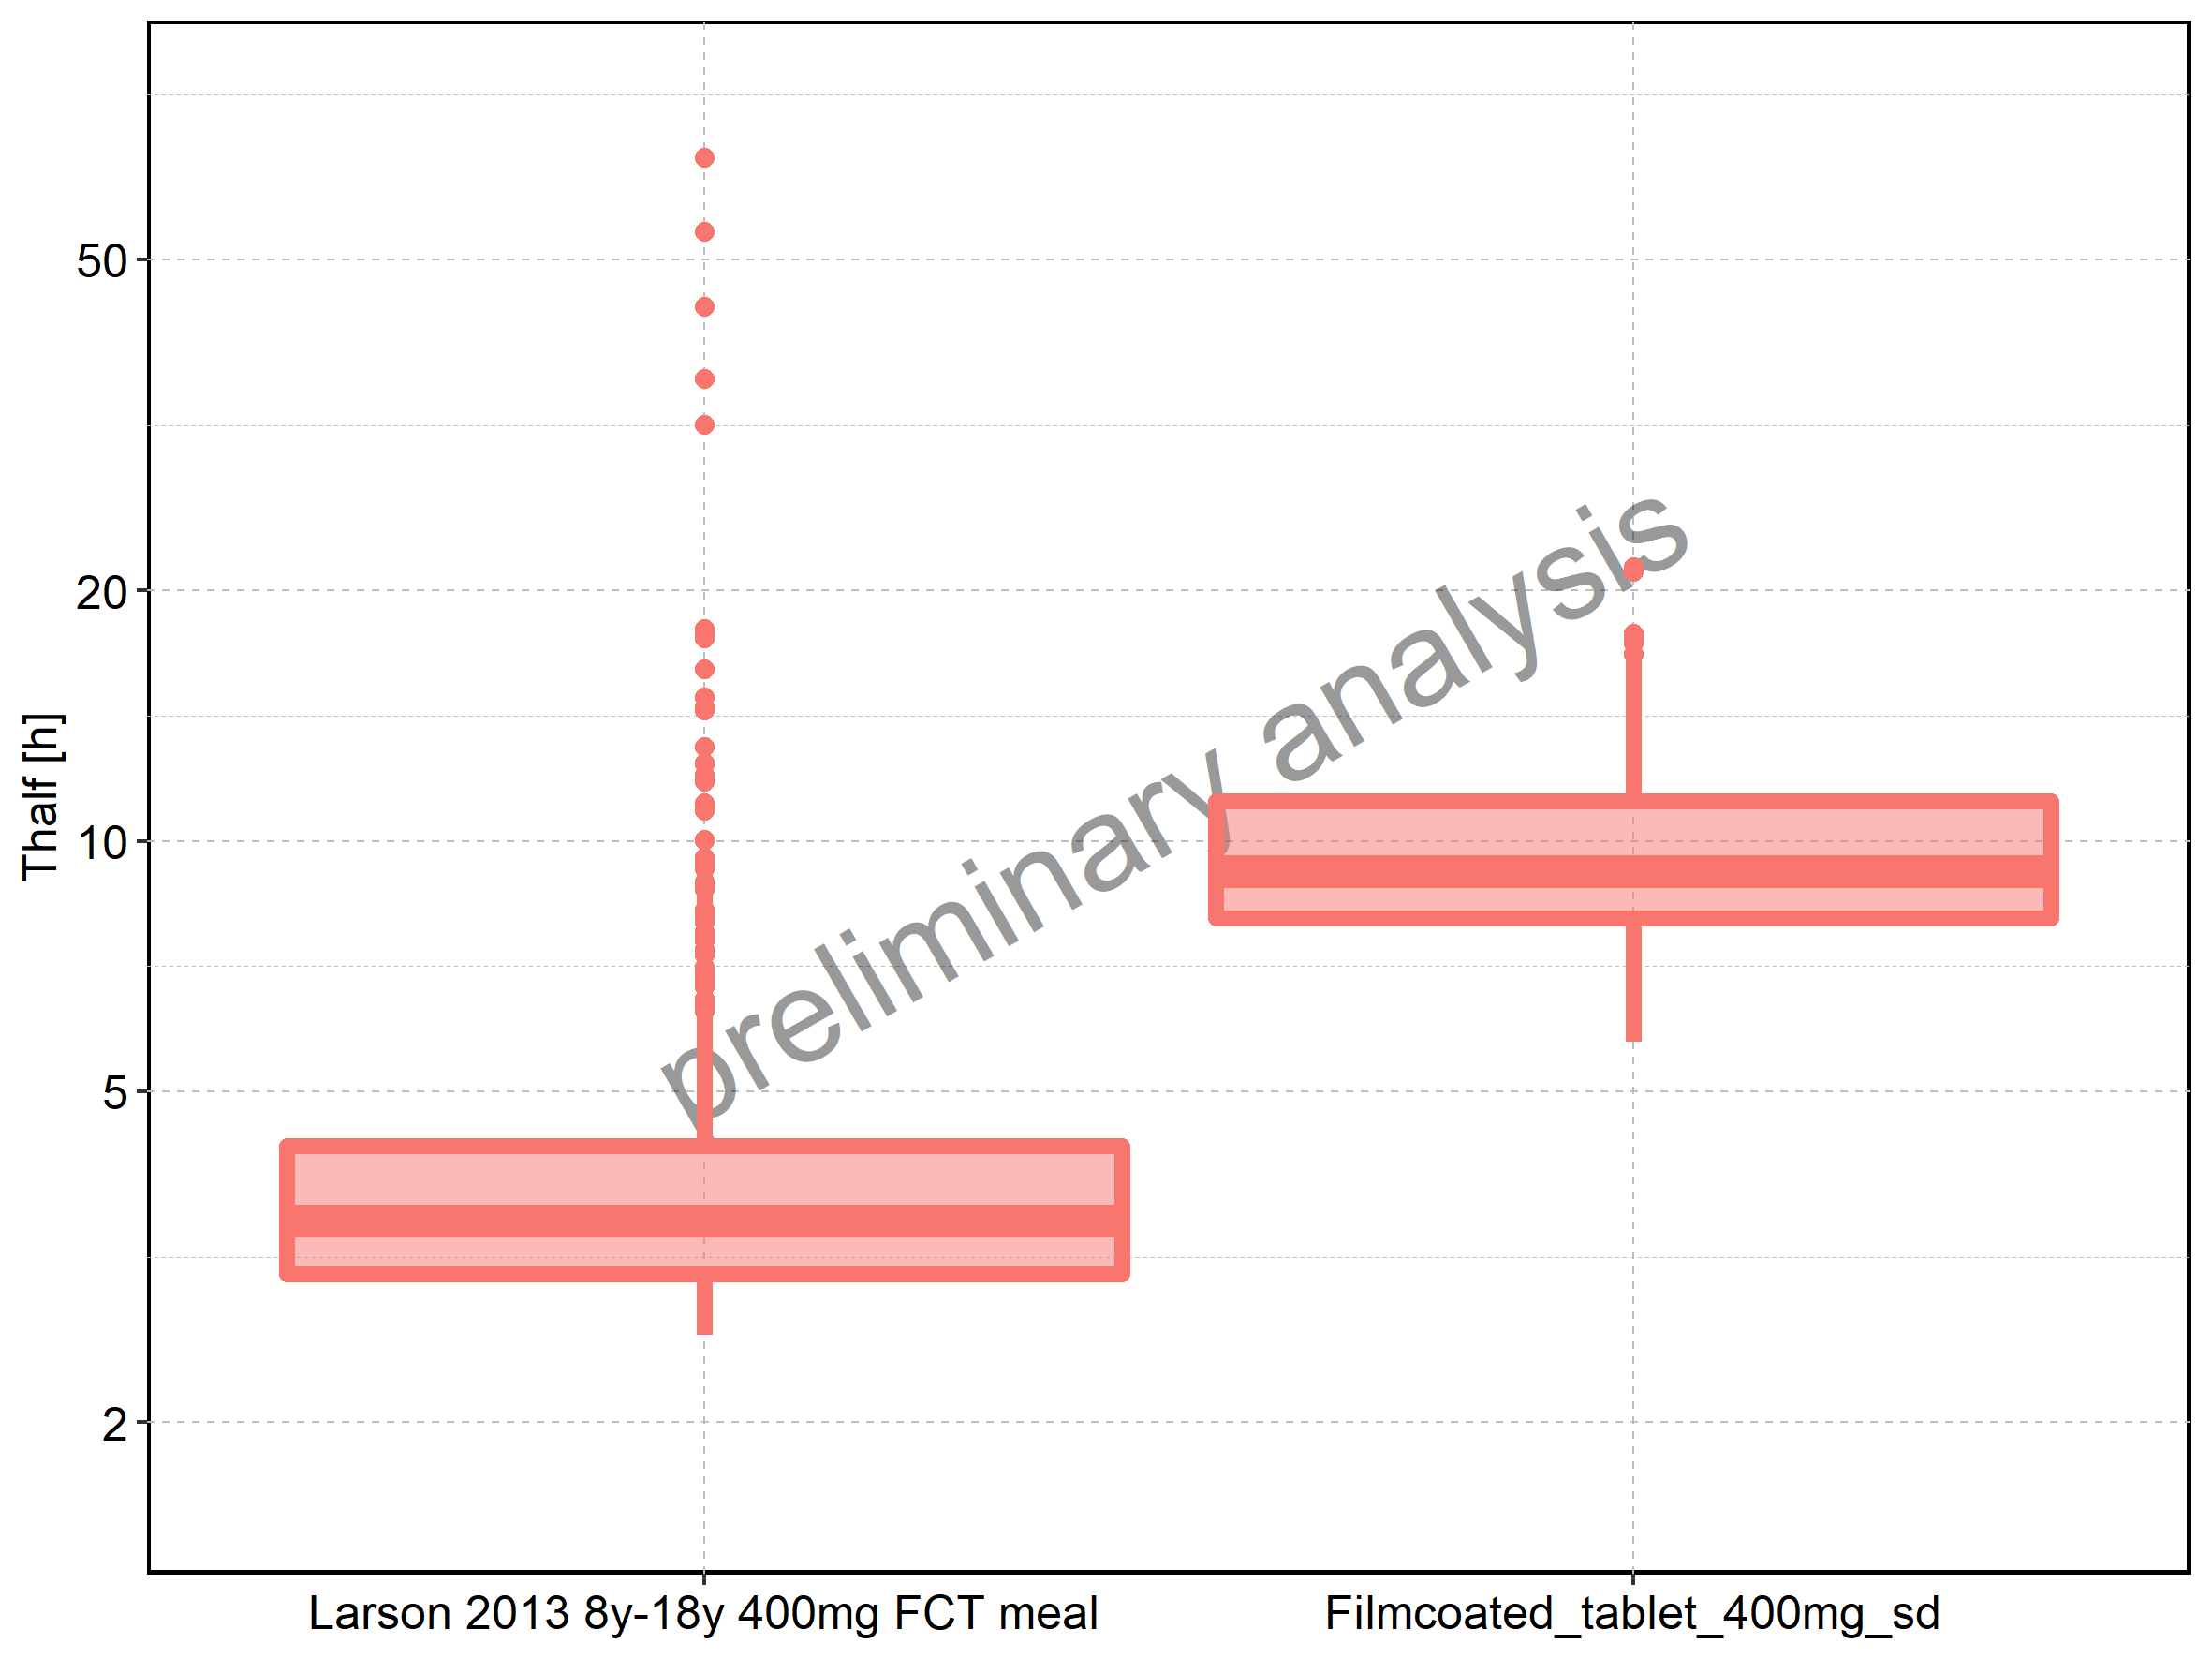 Thalf [h]
50
20
10
5
2
preliminary analysis
Larson 2013 8y-18y 400mg FCT meal
Filmcoated_tablet_400mg_sd